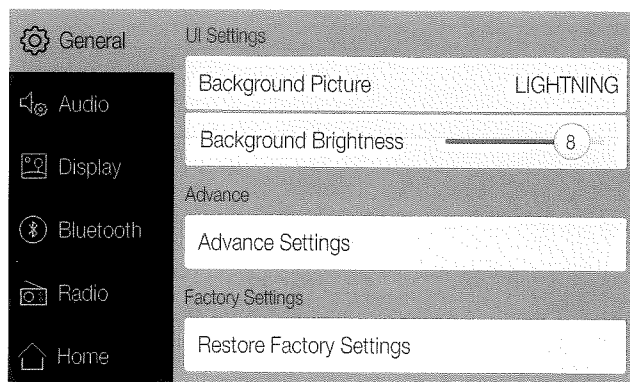 General
Audio
Display
Bluetooth
Radio
Home
UI Settings
Background Picture LIGHTNING
Background Brightness 8
Advance
Advance Settings
Factory Settings
Restore Factory Settings